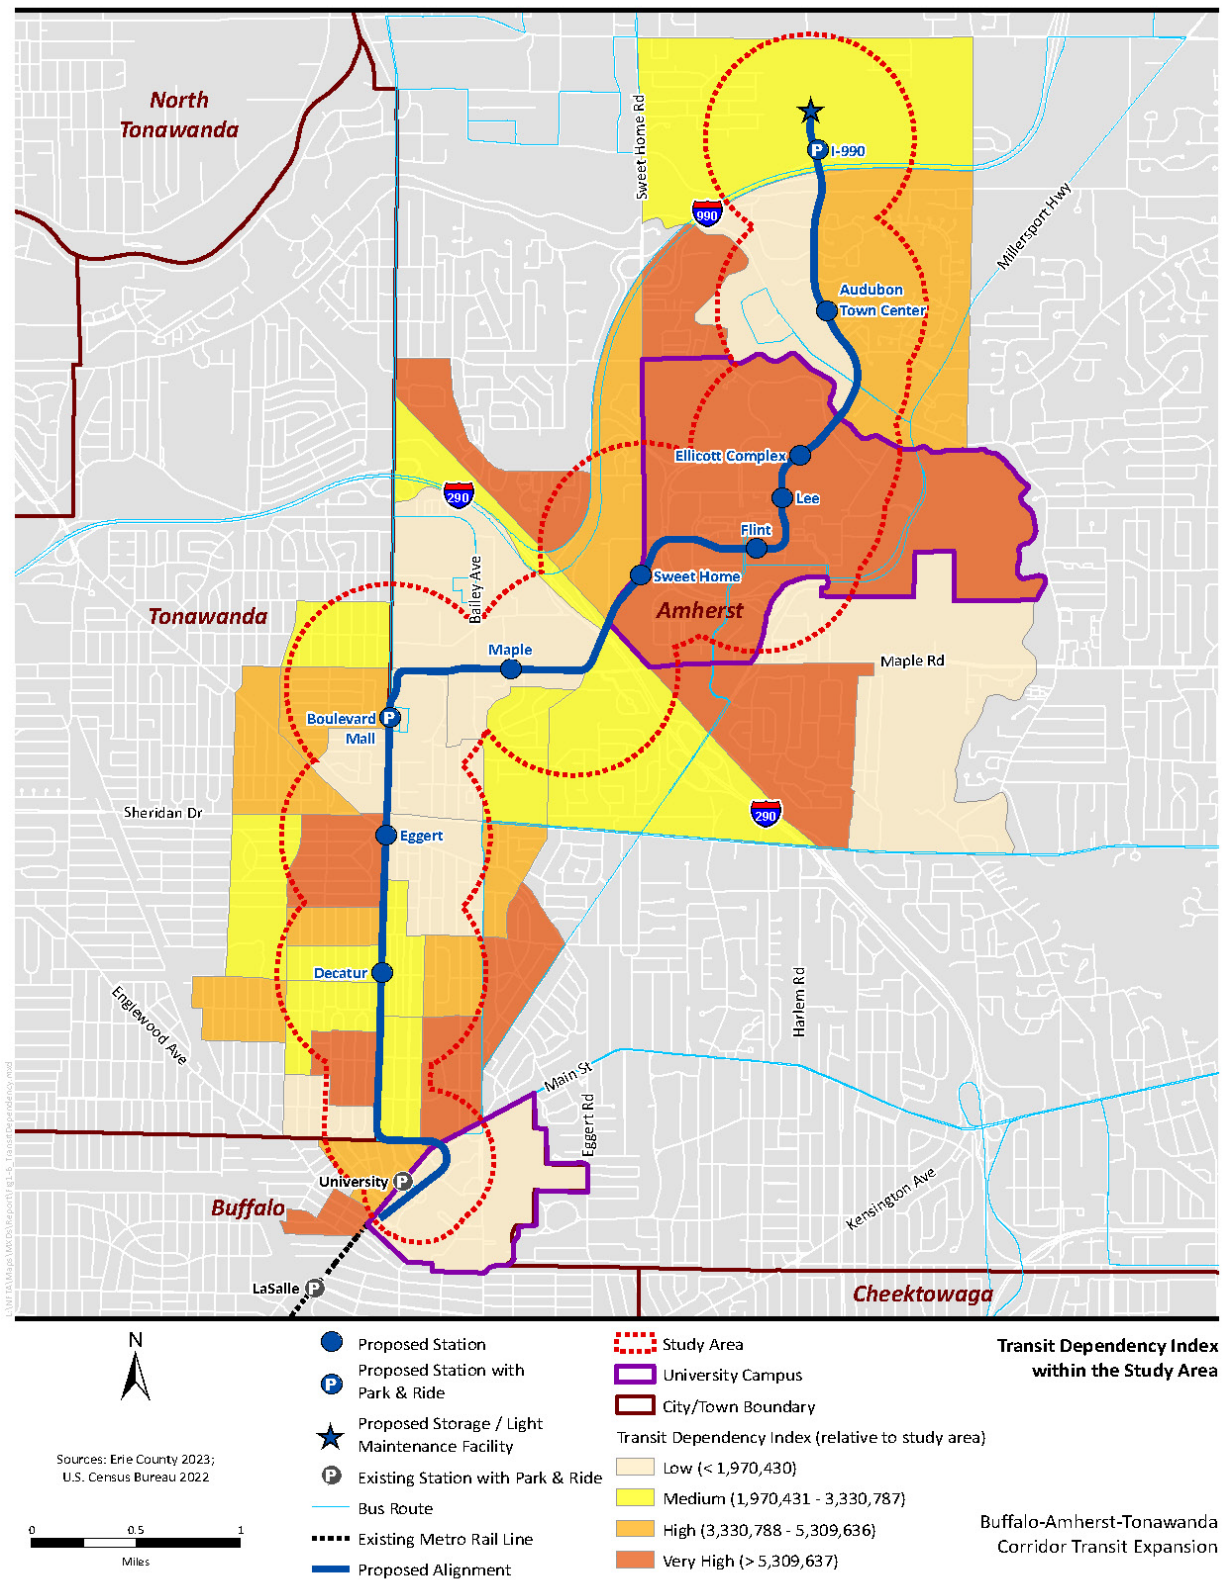 North
Tonawanda
Sweet Home Rd
I-990
990
Millersport Hwy
Audubon
Town Center
290
Ellicott Complex
Lee
Flint
Bailey Ave
Sweet Home
Tonawanda
Amherst
Maple
Maple Rd
Boulevard
Mall
Sheridan Dr
290
Eggert
Decatur
Harlem Rd
Englewood Ave
Main St
Eggert Rd
University
Kensington Ave
Buffalo
LaSalle
Cheektowaga
N
Sources: Erie County 2023;
U.S. Census Bureau 2022
0 0.5 1
Miles
Proposed Station
Proposed Station with
Park & Ride
Proposed Storage / Light
Maintenance Facility
Existing Station with Park & Ride
Bus Route
Existing Metro Rail Line
Proposed Alignment
Study Area
University Campus
City/Town Boundary
Transit Dependency Index (relative to study area)
Low (< 1,970,430)
Medium (1,970,431 - 3,330,787)
High (3,330,788 - 5,309,636)
Very High (> 5,309,637)
Transit Dependency Index
within the Study Area
Buffalo-Amherst-Tonawanda
Corridor Transit Expansion